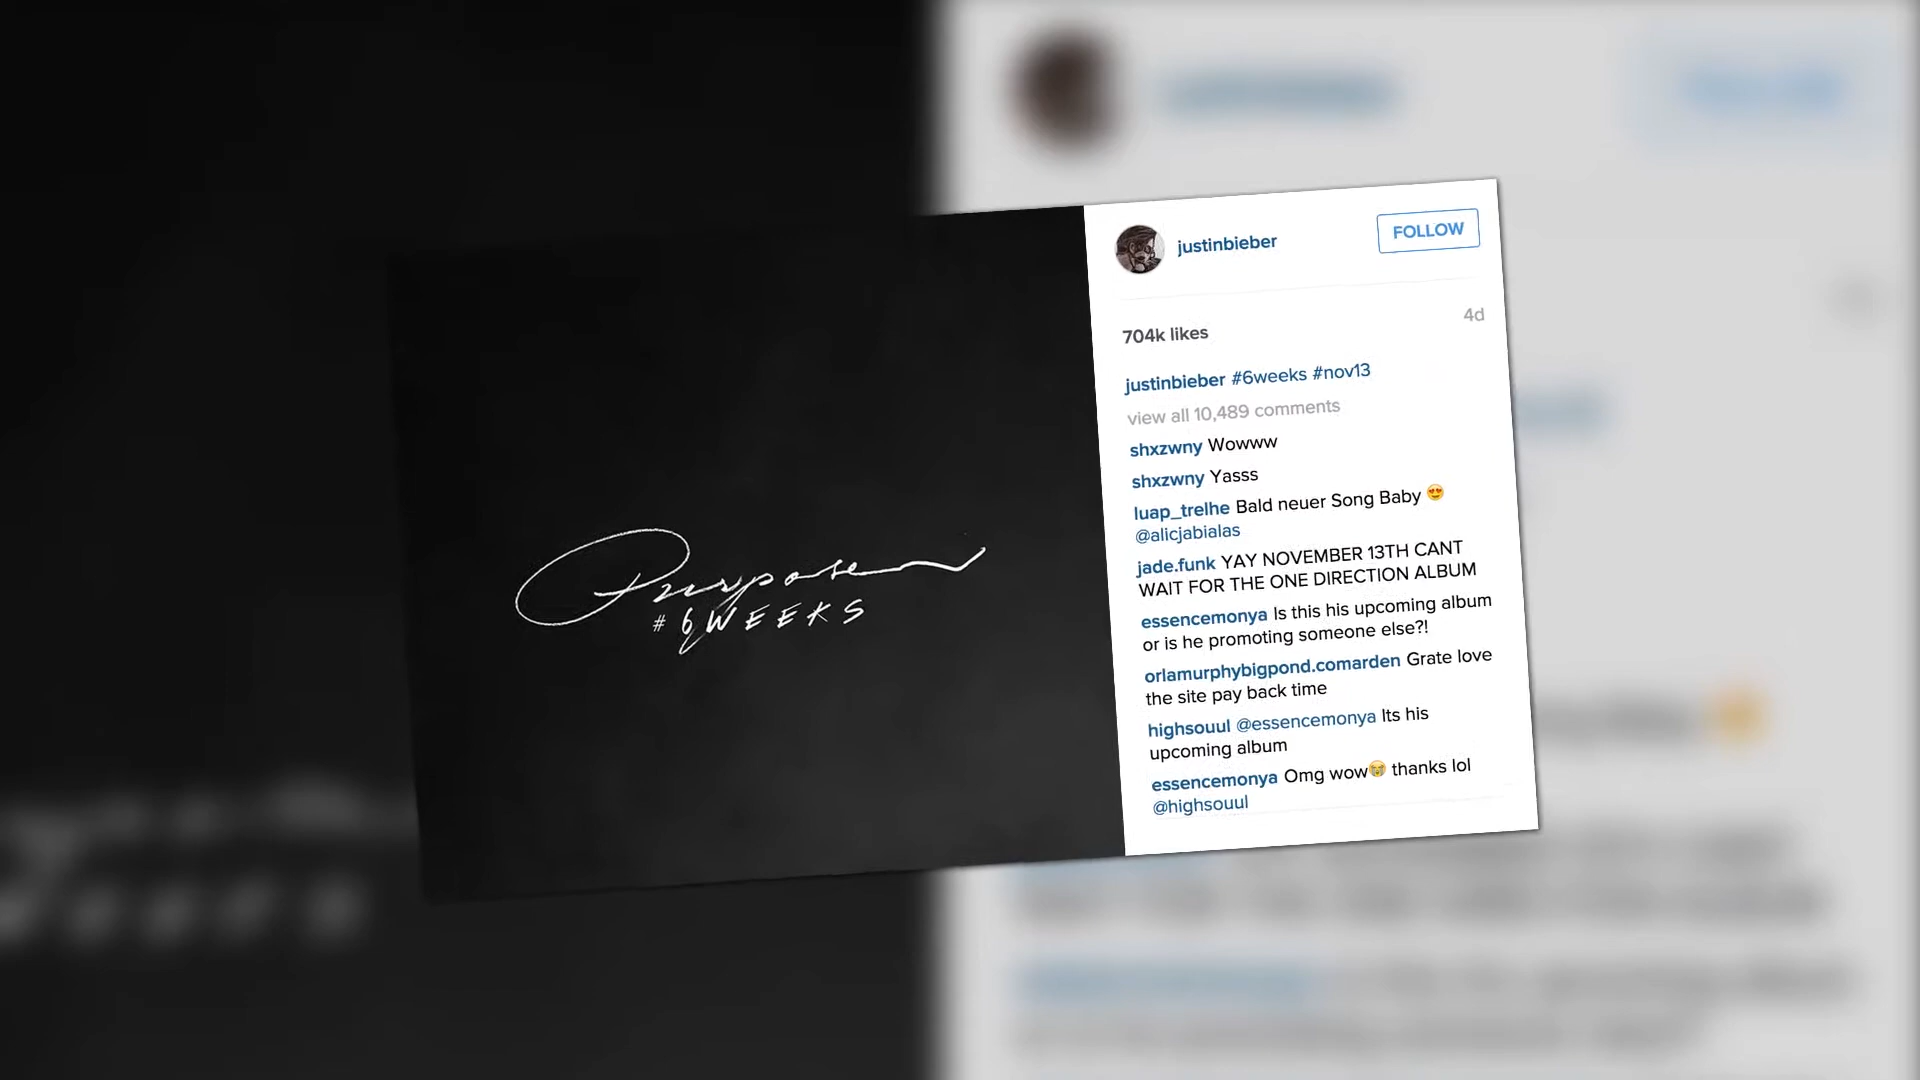 Purpose
#6WEEKS
justinbieber
FOLLOW
704k likes
4d
justinbieber #6weeks #nov13
view all 10,489 comments
shxzwny Wowww
shxzwny Yasss
luap_trelhe Bald neuer Song Baby 😍
@alicjabialas
jade.funk YAY NOVEMBER 13TH CANT
WAIT FOR THE ONE DIRECTION ALBUM
essencemonya Is this his upcoming album
or is he promoting someone else?!
orlamurphybigpond.comarden Grate love
the site pay back time
highsouul @essencemonya Its his
upcoming album
essencemonya Omg wow😭 thanks lol
@highsouul